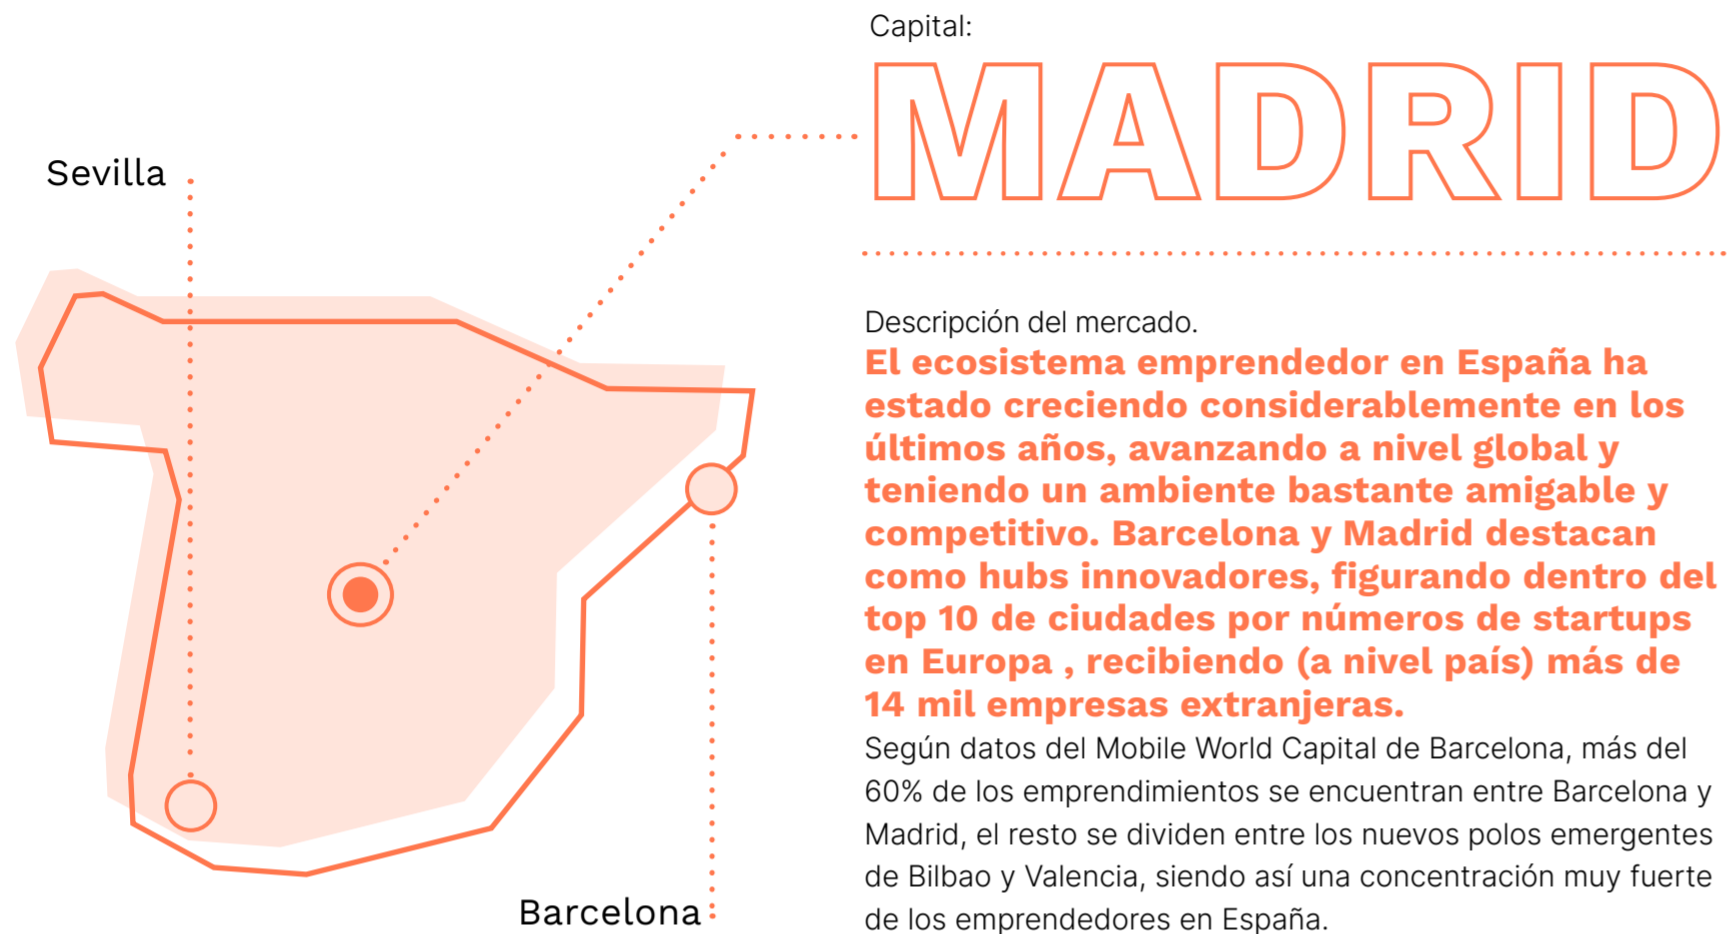 Capital:
MADRID
Sevilla
Descripción del mercado.
El ecosistema emprendedor en España ha
estado creciendo considerablemente en los
últimos años, avanzando a nivel global y
teniendo un ambiente bastante amigable y
competitivo. Barcelona y Madrid destacan
como hubs innovadores, figurando dentro del
top 10 de ciudades por números de startups
en Europa , recibiendo (a nivel país) más de
14 mil empresas extranjeras.
Según datos del Mobile World Capital de Barcelona, más del
60% de los emprendimientos se encuentran entre Barcelona y
Madrid, el resto se dividen entre los nuevos polos emergentes
de Bilbao y Valencia, siendo así una concentración muy fuerte
de los emprendedores en España.
Barcelona